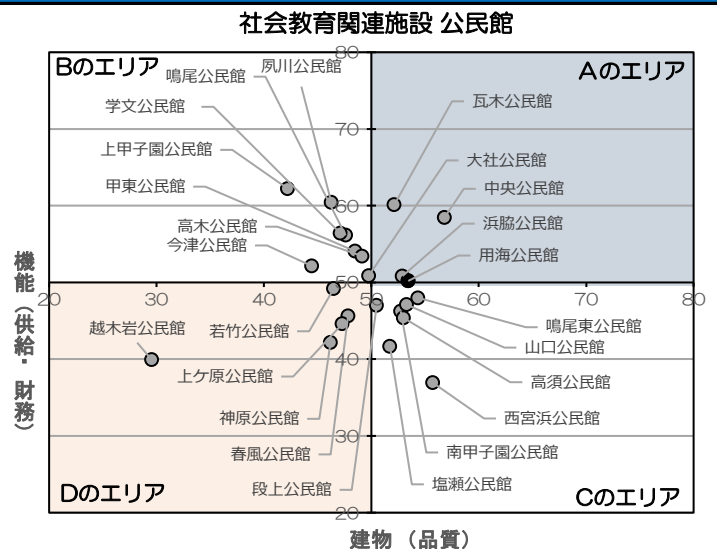 社会教育関連施設 公民館
80
Bのエリア
夙川公民館
Aのエリア
鳴尾公民館
学文公民館
瓦木公民館
70
上甲子園公民館
大社公民館
甲東公民館
中央公民館
60
高木公民館
浜脇公民館
今津公民館
用海公民館
50
20
30
40
60
70
80
越木岩公民館
若竹公民館
鳴尾東公民館
山口公民館
40
上ケ原公民館
高須公民館
神原公民館
西宮浜公民館
30
春風公民館
南甲子園公民館
段上公民館
塩瀬公民館
Dのエリア
Cのエリア
20
機能（供給・財務）
建物 （品質）